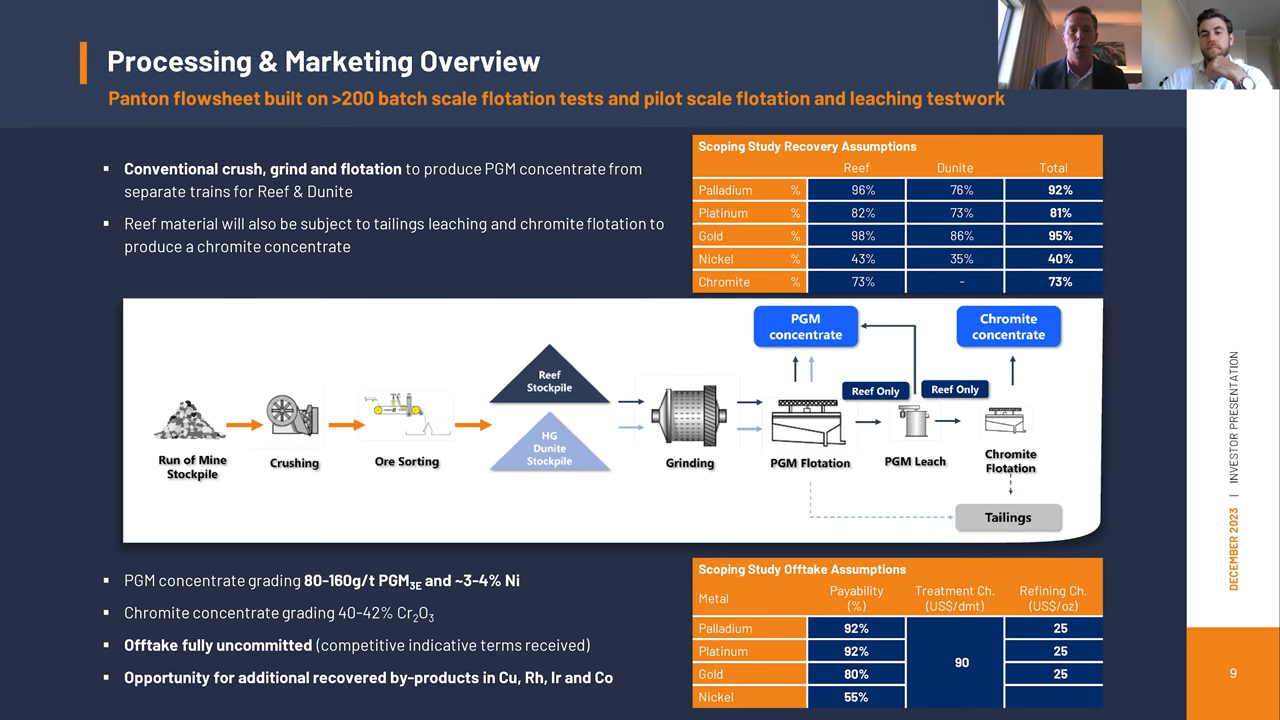 Processing & Marketing Overview
Panton flowsheet built on >200 batch scale flotation tests and pilot scale flotation and leaching testwork
▪ Conventional crush, grind and flotation to produce PGM concentrate from
separate trains for Reef & Dunite
▪ Reef material will also be subject to tailings leaching and chromite flotation to
produce a chromite concentrate
Scoping Study Recovery Assumptions
Reef Dunite Total
Palladium % 96% 76% 92%
Platinum % 82% 73% 81%
Gold % 98% 86% 95%
Nickel % 43% 35% 40%
Chromite % 73% - 73%
PGM
concentrate
Chromite
concentrate
Reef
Stockpile
HG
Dunite
Stockpile
Reef Only
Reef Only
Run of Mine
Stockpile
Crushing
Ore Sorting
Grinding
PGM Flotation
PGM Leach
Chromite
Flotation
Tailings
▪ PGM concentrate grading 80-160g/t PGM3E and ~3-4% Ni
▪ Chromite concentrate grading 40-42% Cr2O3
▪ Offtake fully uncommitted (competitive indicative terms received)
▪ Opportunity for additional recovered by-products in Cu, Rh, Ir and Co
Scoping Study Offtake Assumptions
Metal Payability (%) Treatment Ch. (US$/dmt) Refining Ch. (US$/oz)
Palladium 92% 90 25
Platinum 92% 25
Gold 80% 25
Nickel 55%
DECEMBER 2023 | INVESTOR PRESENTATION
9